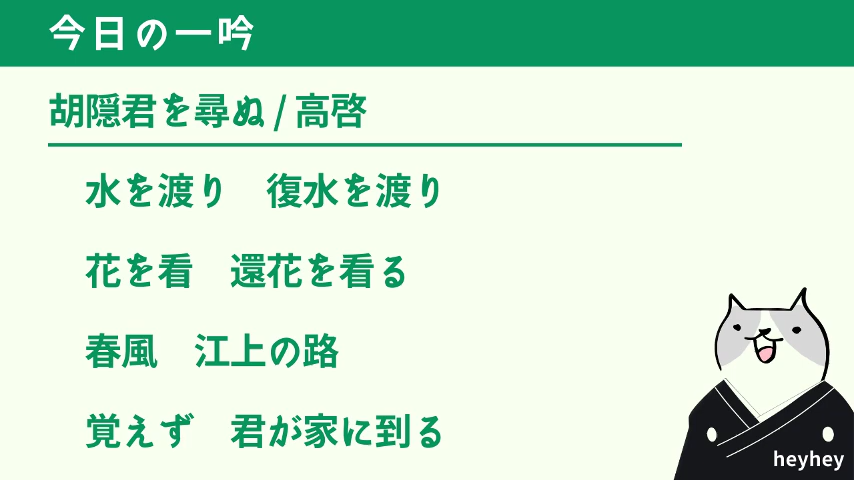 今日の一吟
胡隠君を尋ぬ / 高啓
水を渡り　復水を渡り
花を看　還花を看る
春風　江上の路
覚えず　君が家に到る
heyhey